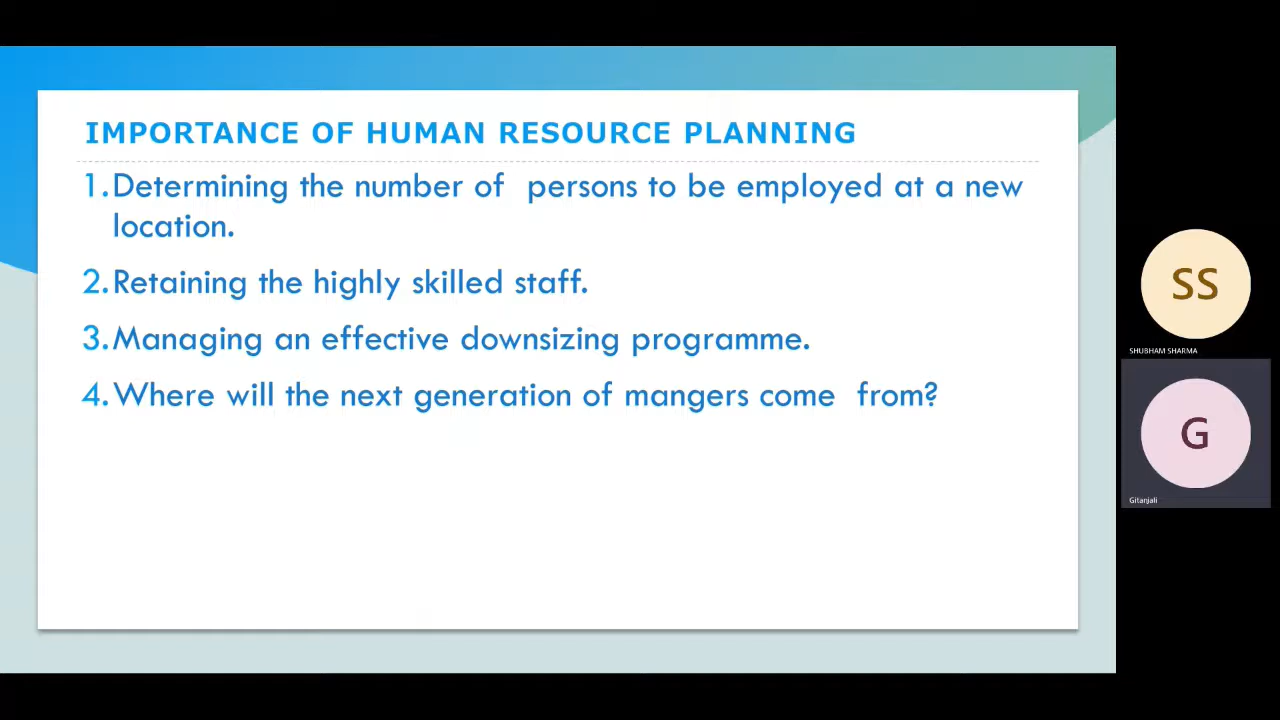 IMPORTANCE OF HUMAN RESOURCE PLANNING
1. Determining the number of  persons to be employed at a new
location.
2. Retaining the highly skilled staff.
3. Managing an effective downsizing programme.
4. Where will the next generation of mangers come  from?
SS
SHUBHAM SHARMA
G
Gitanjali